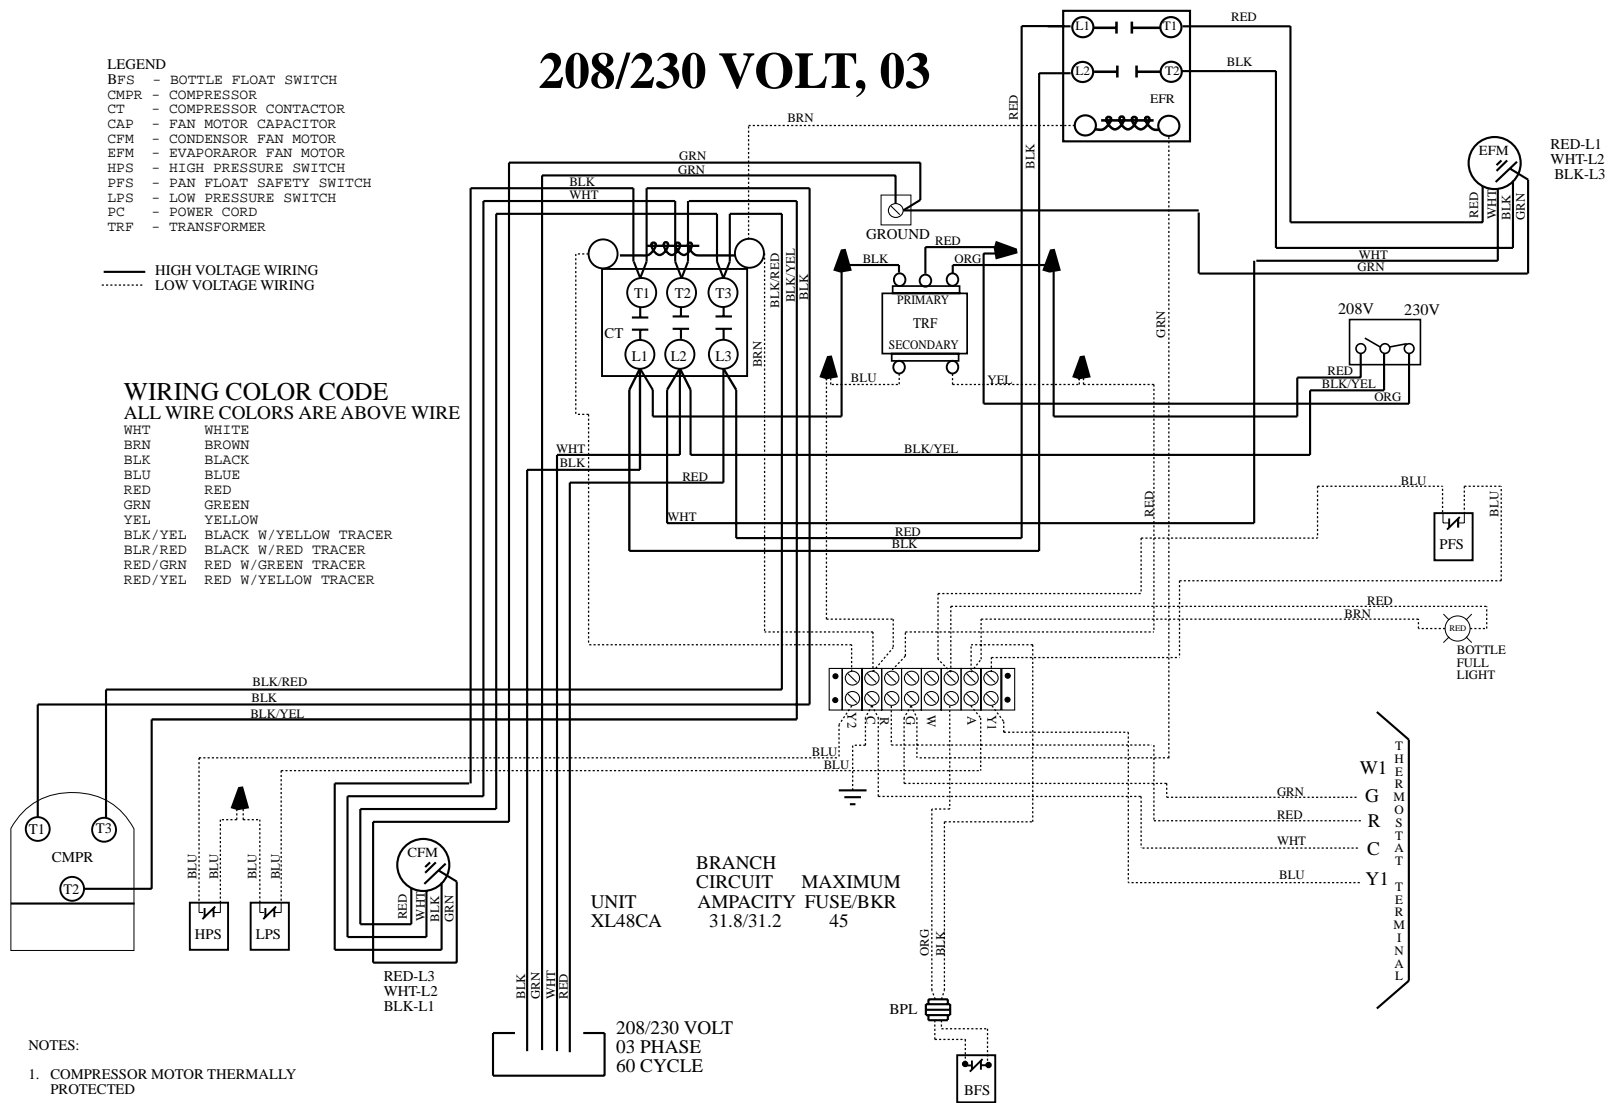 208/230 VOLT, 03
LEGEND
BFS - BOTTLE FLOAT SWITCH
CMPR - COMPRESSOR
CT - COMPRESSOR CONTACTOR
CAP - FAN MOTOR CAPACITOR
CFM - CONDENSOR FAN MOTOR
EFM - EVAPORAROR FAN MOTOR
HPS - HIGH PRESSURE SWITCH
PFS - PAN FLOAT SAFETY SWITCH
LPS - LOW PRESSURE SWITCH
PC - POWER CORD
TRF - TRANSFORMER
HIGH VOLTAGE WIRING
LOW VOLTAGE WIRING
WIRING COLOR CODE
ALL WIRE COLORS ARE ABOVE WIRE
WHT WHITE
BRN BROWN
BLK BLACK
BLU BLUE
RED RED
GRN GREEN
YEL YELLOW
BLK/YEL BLACK W/YELLOW TRACER
BLR/RED BLACK W/RED TRACER
RED/GRN RED W/GREEN TRACER
RED/YEL RED W/YELLOW TRACER
L1 T1
L2 T2
EFR
RED
BLK
RED
BLK
BRN
GRN
GRN
BLK
WHT
EFM
RED
WHT
BLK
GRN
RED-L1
WHT-L2
BLK-L3
WHT
GRN
GROUND
RED
BLK
ORG
PRIMARY
TRF
SECONDARY
BLU
YEL
GRN
T1 T2 T3
CT
L1 L2 L3
BRN
BLK/RED
BLK/YEL
BLK
208V 230V
RED
BLK/YEL
ORG
WHT
BLK
RED
BLK/YEL
WHT
RED
BLK
RED
BLU
BLU
PFS
RED
BRN
RED
BOTTLE
FULL
LIGHT
BLK/RED
BLK
BLK/YEL
Y2 C R G W A Y1
BLU
BLU
T1 T3
CMPR
T2
BLU
BLU
BLU
BLU
HPS
LPS
CFM
RED
WHT
BLK
GRN
RED-L3
WHT-L2
BLK-L1
UNIT
XL48CA
BRANCH
CIRCUIT
AMPACITY
31.8/31.2
MAXIMUM
FUSE/BKR
45
W1
GRN G
RED R
WHT C
BLU Y1
THERMOSTAT TERMINAL
BLK
GRN
WHT
RED
208/230 VOLT
03 PHASE
60 CYCLE
ORG
BLK
BPL
BFS
NOTES:
1. COMPRESSOR MOTOR THERMALLY
PROTECTED